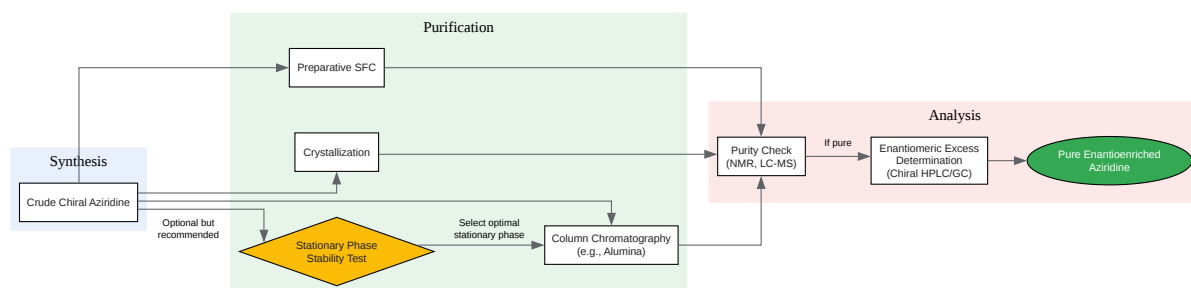 Purification
Preparative SFC
Analysis
Crystallization
Purity Check
(NMR, LC-MS)
If pure
Enantiomeric Excess
Determination
(Chiral HPLC/GC)
Pure Enantioenriched
Aziridine
Synthesis
Crude Chiral Aziridine
Optional but
recommended
Stationary Phase
Stability Test
Select optimal
stationary phase
Column Chromatography
(e.g., Alumina)